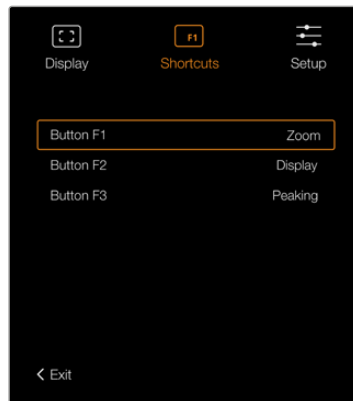 F1
Display Shortcuts Setup
Button F1 Zoom
Button F2 Display
Button F3 Peaking
Exit